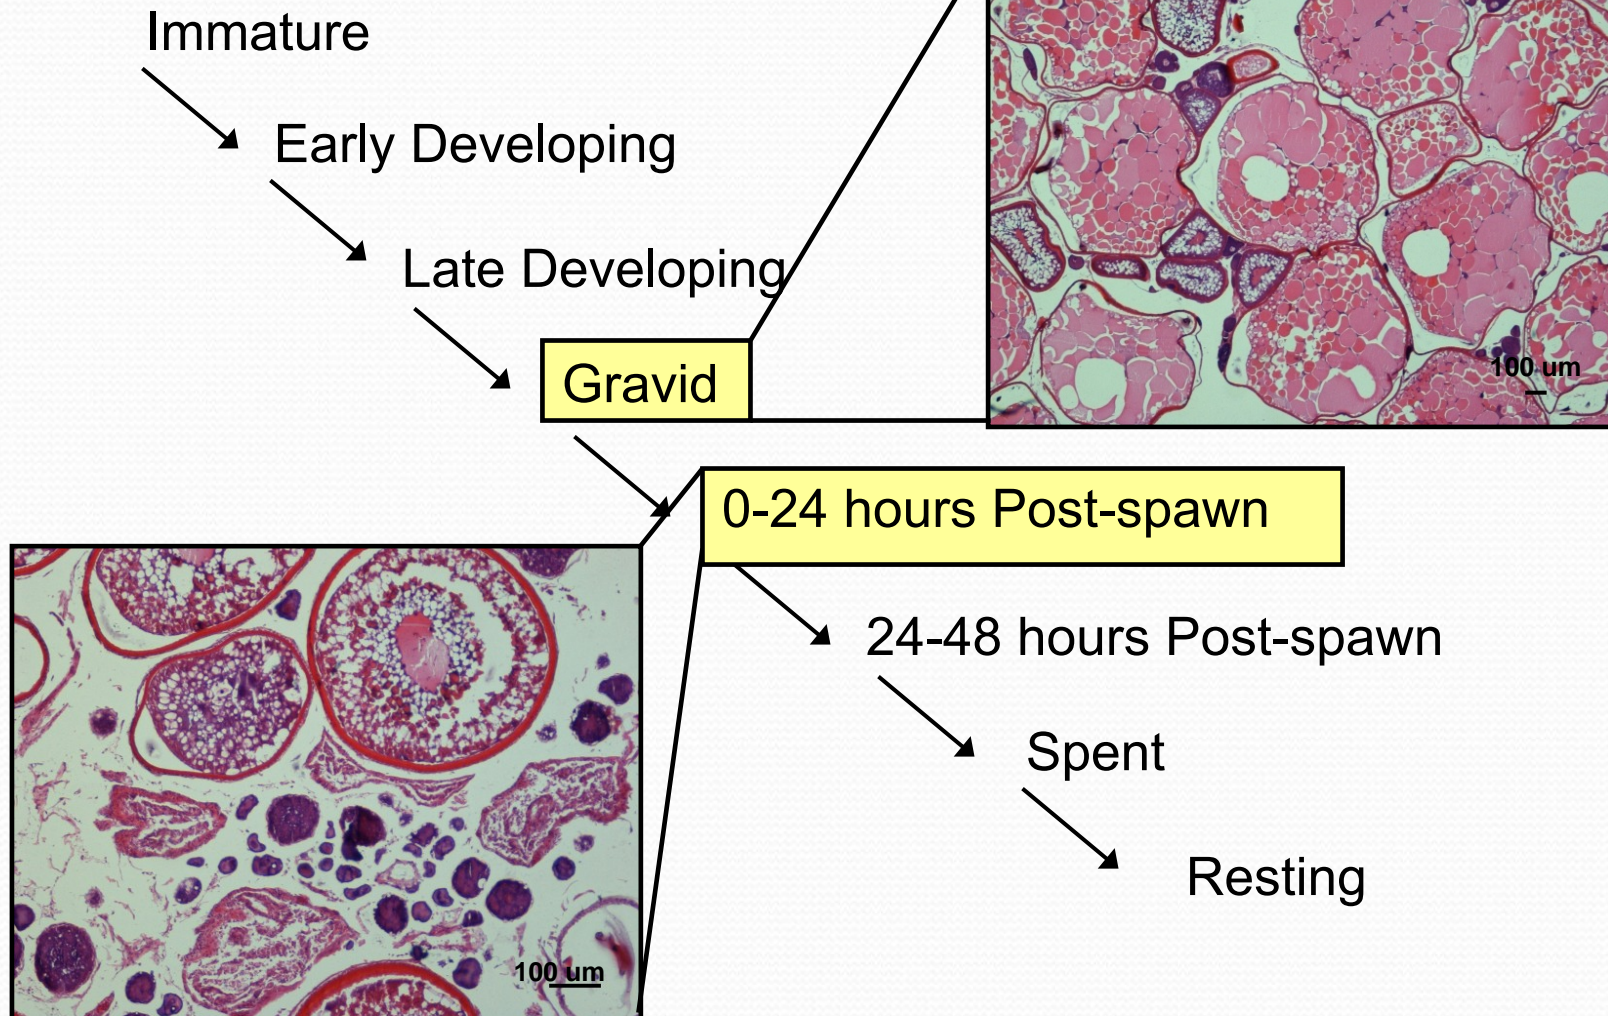 Immature
Early Developing
Late Developing
Gravid
100 um
0-24 hours Post-spawn
24-48 hours Post-spawn
Spent
Resting
100 um